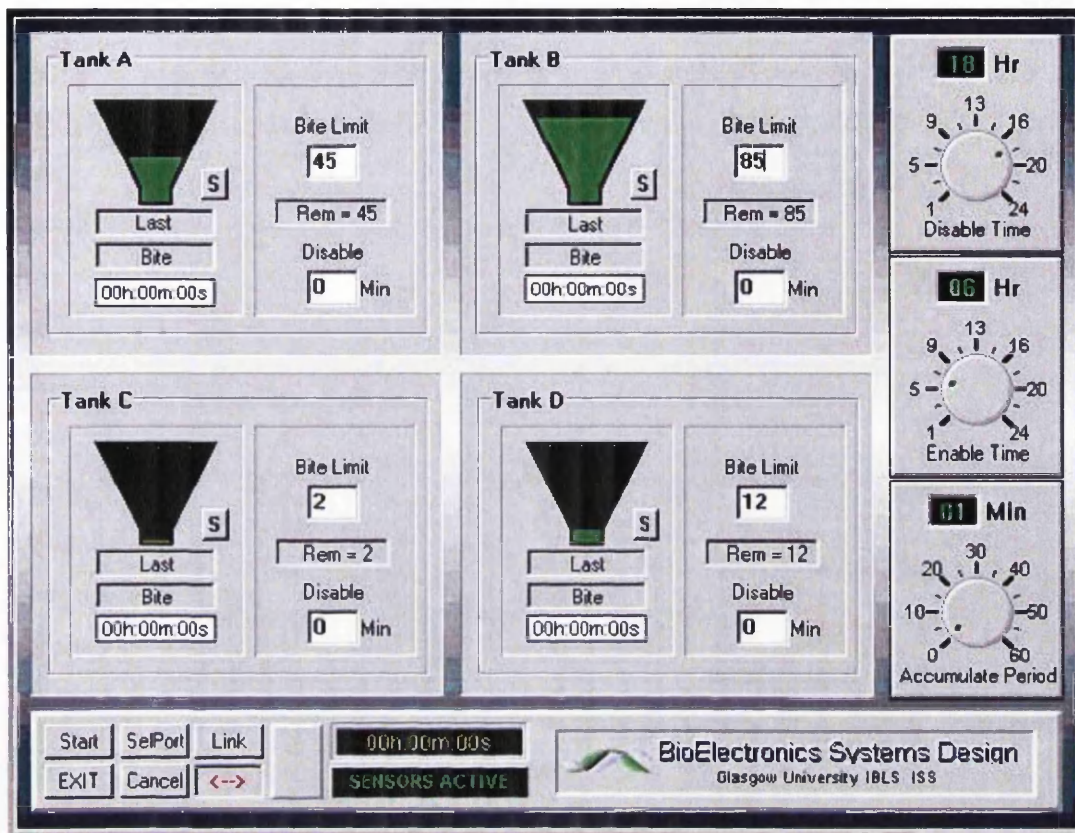 Tank A
Bite Limit
45
S
Last
Rem = 45
Bite
Disable
00h:00m:00s
0 Min
Tank B
Bite Limit
85
S
Last
Rem = 85
Bite
Disable
00h:00m:00s
0 Min
18 Hr
13
9 16
5 20
1 24
Disable Time
06 Hr
13
9 16
5 20
1 24
Enable Time
Tank C
Bite Limit
2
S
Last
Rem = 2
Bite
Disable
00h:00m:00s
0 Min
Tank D
Bite Limit
12
S
Last
Rem = 12
Bite
Disable
00h:00m:00s
0 Min
01 Min
30
20 40
10 50
0 60
Accumulate Period
Start SelPort Link
EXIT Cancel <-->
00h:00m:00s
SENSORS ACTIVE
BioElectronics Systems Design
Glasgow University IBLS ISS